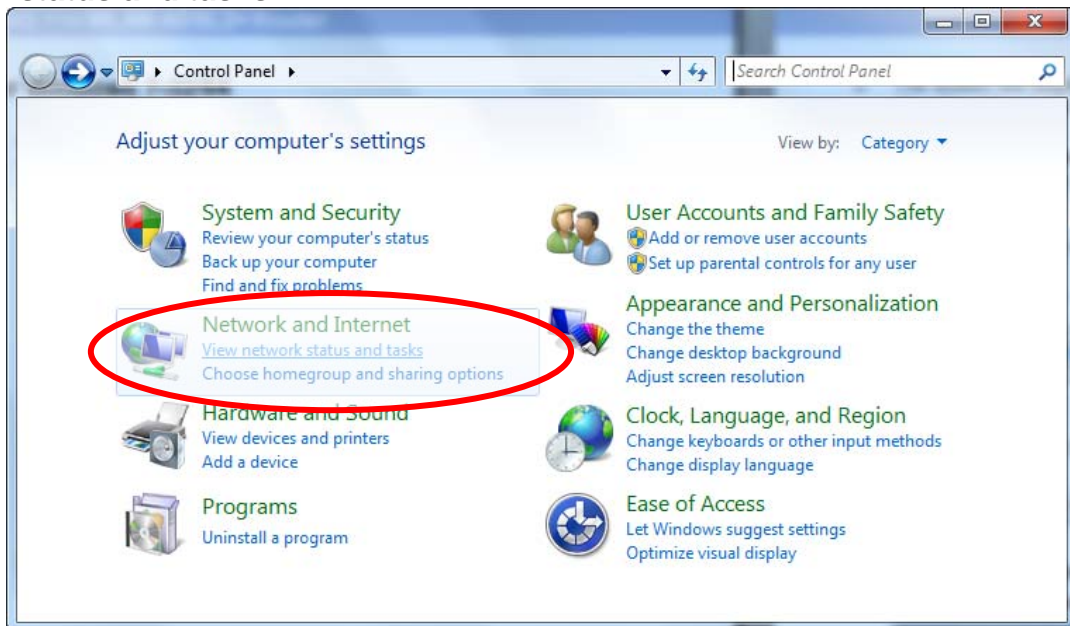 Control Panel
Search Control Panel
Adjust your computer's settings
View by: Category
System and Security
Review your computer's status
Back up your computer
Find and fix problems
Network and Internet
View network status and tasks
Choose homegroup and sharing options
Hardware and Sound
View devices and printers
Add a device
Programs
Uninstall a program
User Accounts and Family Safety
Add or remove user accounts
Set up parental controls for any user
Appearance and Personalization
Change the theme
Change desktop background
Adjust screen resolution
Clock, Language, and Region
Change keyboards or other input methods
Change display language
Ease of Access
Let Windows suggest settings
Optimize visual display